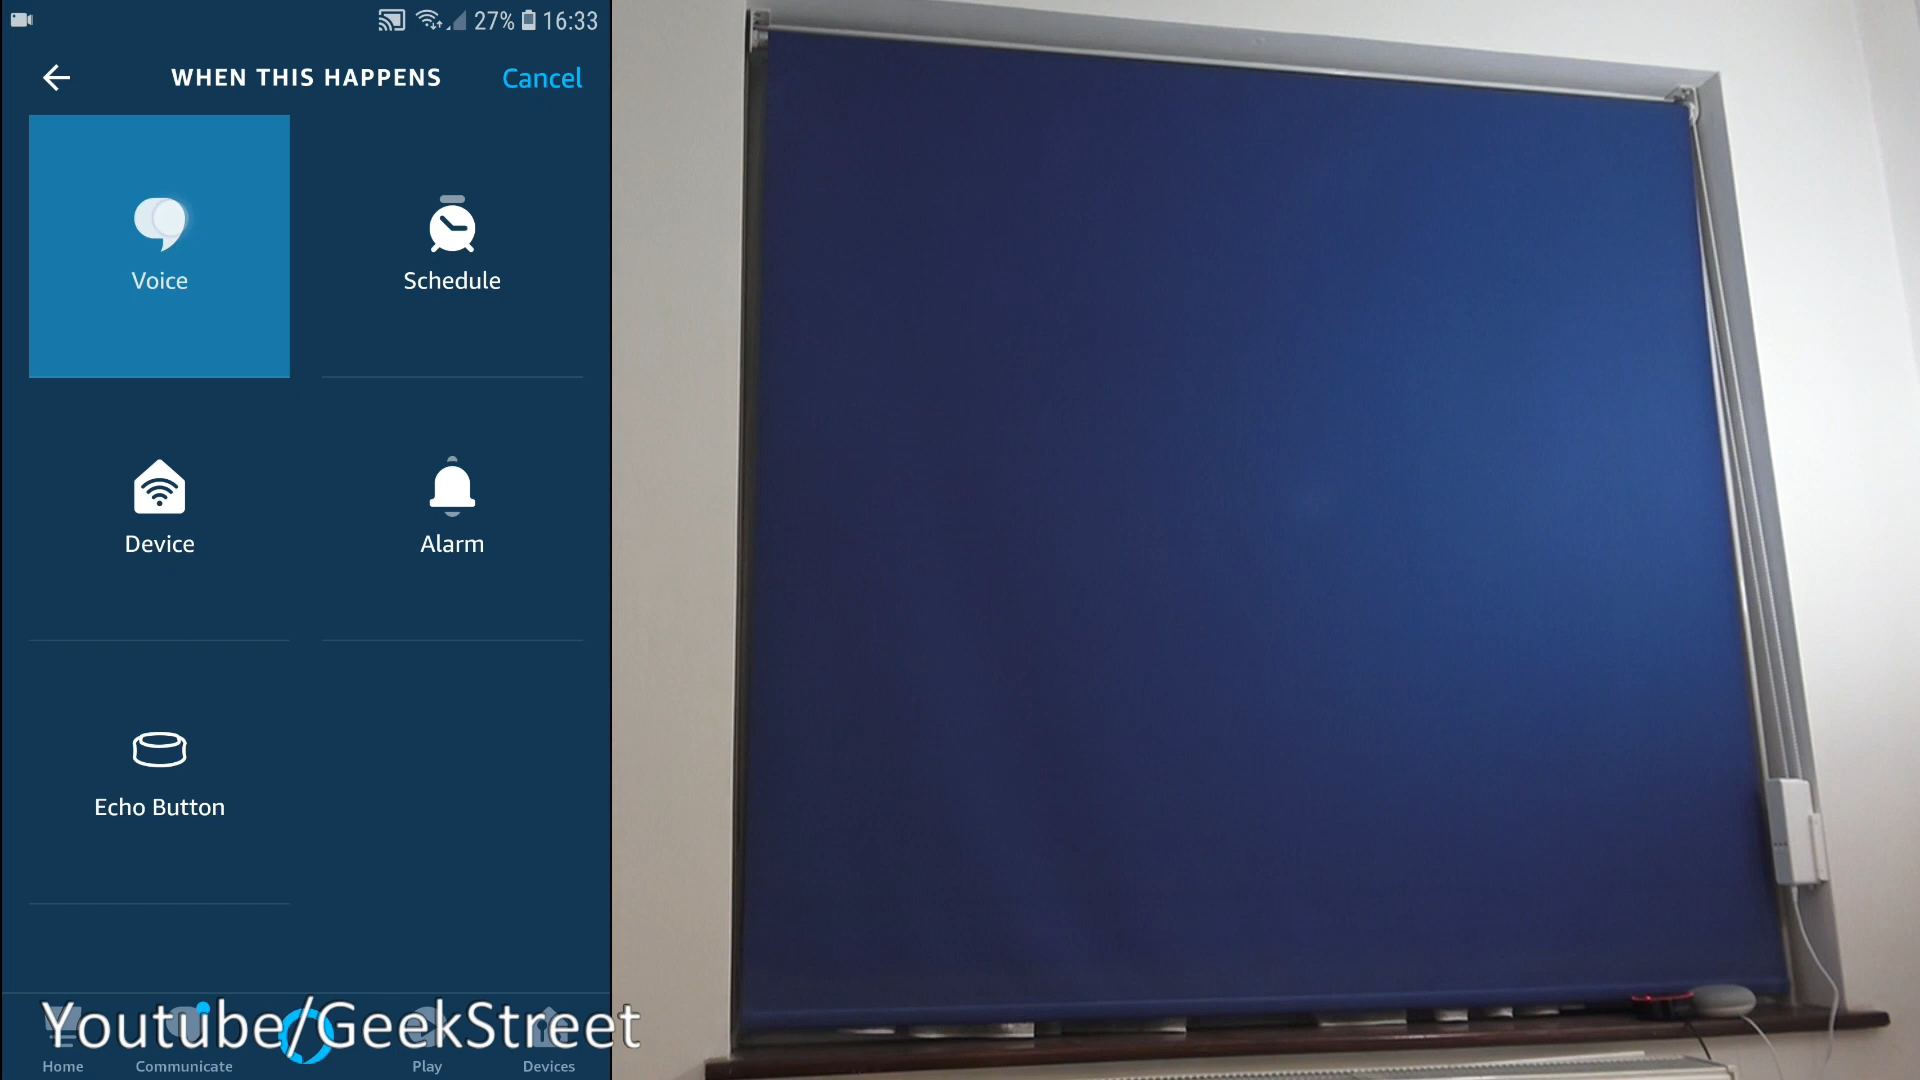 27% 16:33
WHEN THIS HAPPENS Cancel
Voice
Schedule
Device
Alarm
Echo Button
Youtube/GeekStreet
Home Communicate Play Devices